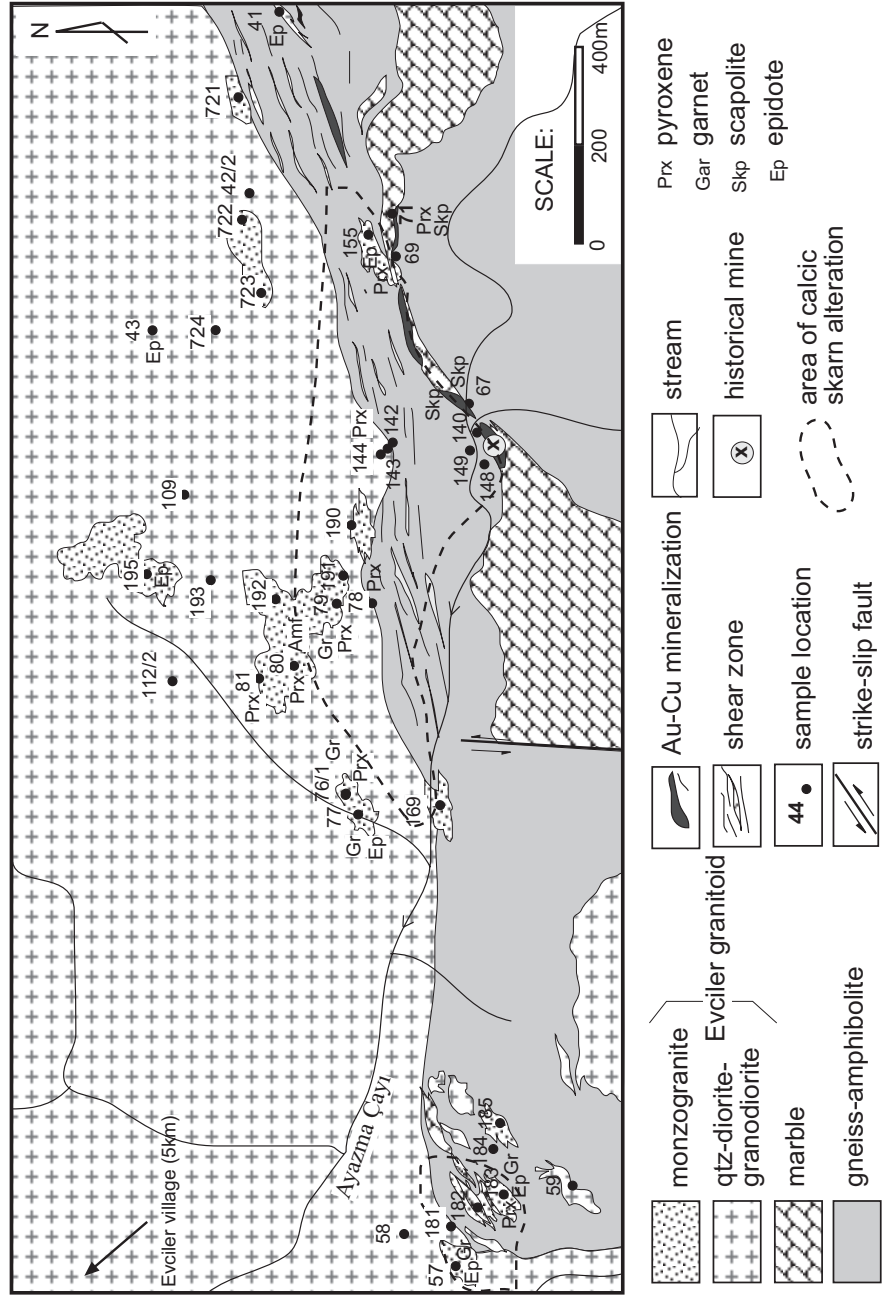 N
41
Ep
721
42/2
722
723
43
Ep
724
155
Ep
Prx
69
71
Prx
Skp
Skp
Skp
67
140
149
148
x
144 Prx
142
143
109
190
195
Ep
193
192
191
79
Gr
Prx
78
Prx
112/2
81
Prx
80
Prx
Amf
76/1
Gr
Prx
77
Gr
Ep
169
Ayazma Çayı
Evciler village (5km)
58
181
57
Ep
Gr
182
183
Prx
Ep
184
Gr
185
59
SCALE:
0 200 400m
monzogranite
qtz-diorite-
granodiorite
Evciler granitoid
marble
gneiss-amphibolite
Au-Cu mineralization
shear zone
44
sample location
strike-slip fault
stream
x
historical mine
area of calcic
skarn alteration
Prx pyroxene
Gar garnet
Skp scapolite
Ep epidote